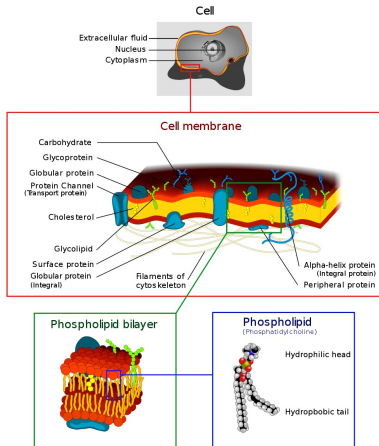 Cell
Extracellular fluid
Nucleus
Cytoplasm
Cell membrane
Carbohydrate
Glycoprotein
Globular protein
Protein Channel
(Transport protein)
Cholesterol
Glycolipid
Surface protein
Globular protein
(Integral)
Filaments of
cytoskeleton
Alpha-helix protein
(Integral protein)
Peripheral protein
Phospholipid bilayer
Phospholipid
(Phosphatidylcholine)
Hydrophilic head
Hydropbobic tail